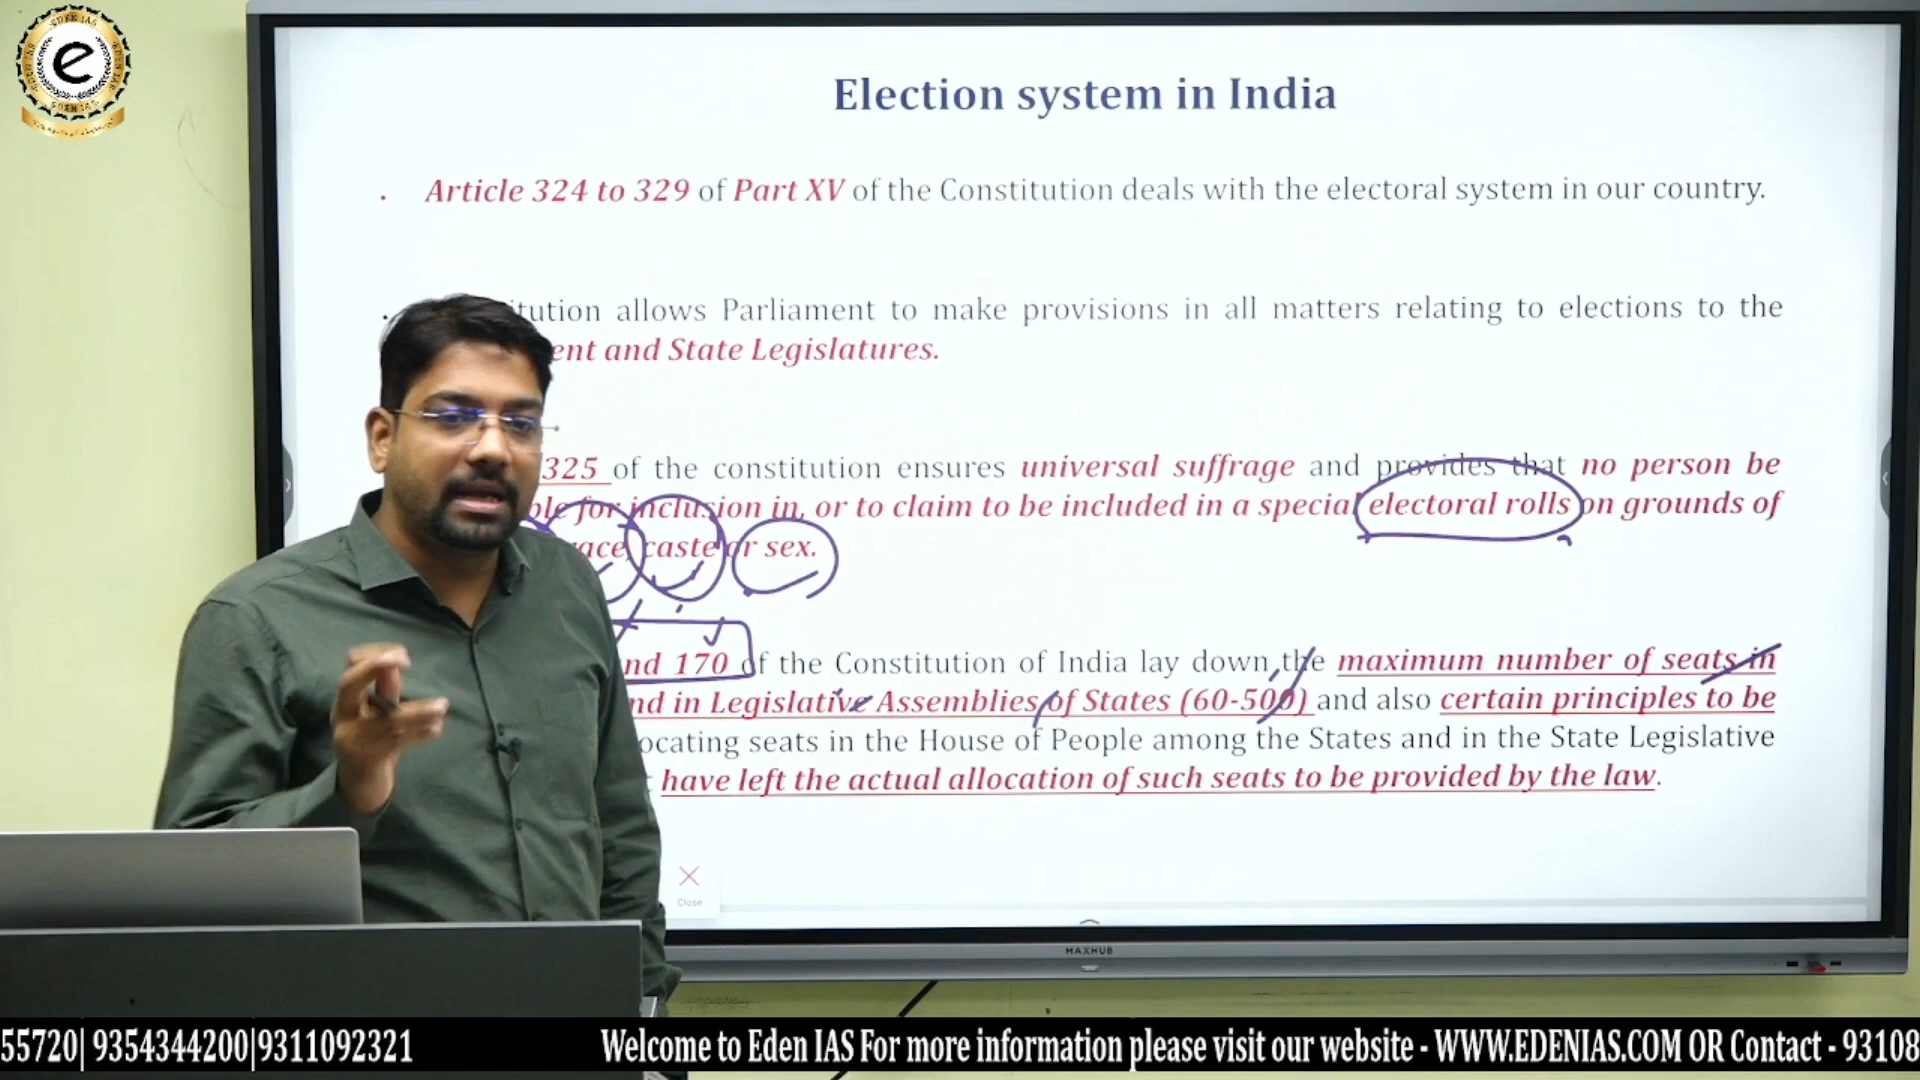 EDEN IAS
Election system in India
. Article 324 to 329 of Part XV of the Constitution deals with the electoral system in our country.
. tution allows Parliament to make provisions in all matters relating to elections to the
ent and State Legislatures.
325 of the constitution ensures universal suffrage and provides that no person be
ble for inclusion in, or to claim to be included in a special electoral rolls on grounds of
ace, caste or sex.
nd 170 of the Constitution of India lay down, the maximum number of seats in
nd in Legislative Assemblies of States (60-500) and also certain principles to be
ocating seats in the House of People among the States and in the State Legislative
t have left the actual allocation of such seats to be provided by the law.
Close
MAXHUB
55720| 9354344200|9311092321 Welcome to Eden IAS For more information please visit our website - WWW.EDENIAS.COM OR Contact - 93108